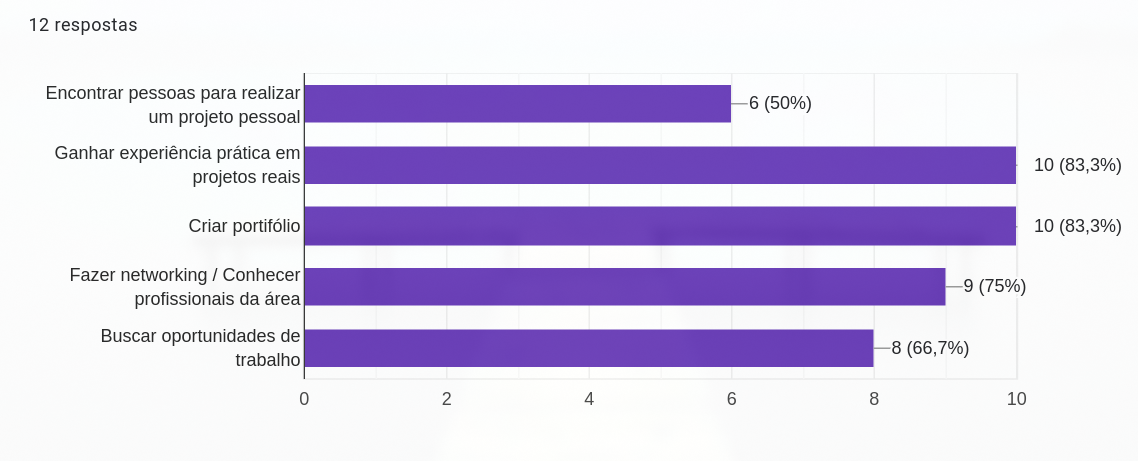 12 respostas
Encontrar pessoas para realizar
um projeto pessoal
6 (50%)
Ganhar experiência prática em
projetos reais
10 (83,3%)
Criar portifólio
10 (83,3%)
Fazer networking / Conhecer
profissionais da área
9 (75%)
Buscar oportunidades de
trabalho
8 (66,7%)
0 2 4 6 8 10